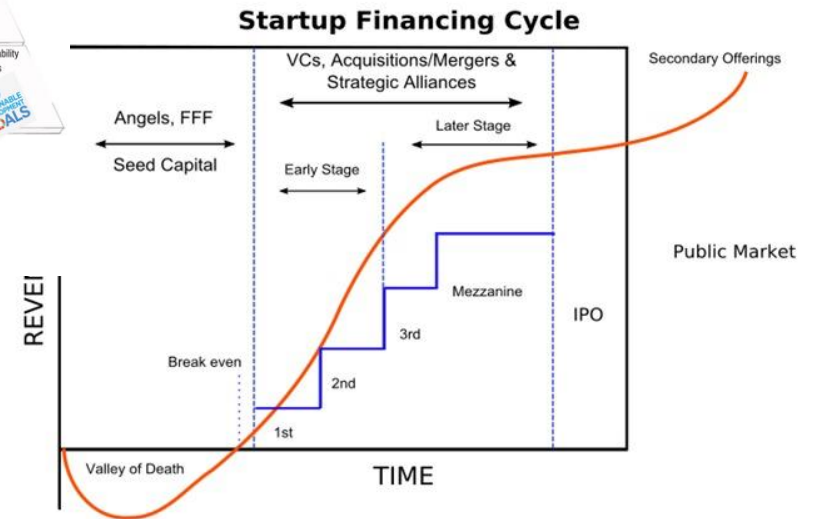 Startup Financing Cycle
VCs, Acquisitions/Mergers &
Strategic Alliances
Secondary Offerings
Angels, FFF
Later Stage
Seed Capital
Early Stage
Public Market
Mezzanine
IPO
3rd
Break even
2nd
1st
Valley of Death
TIME